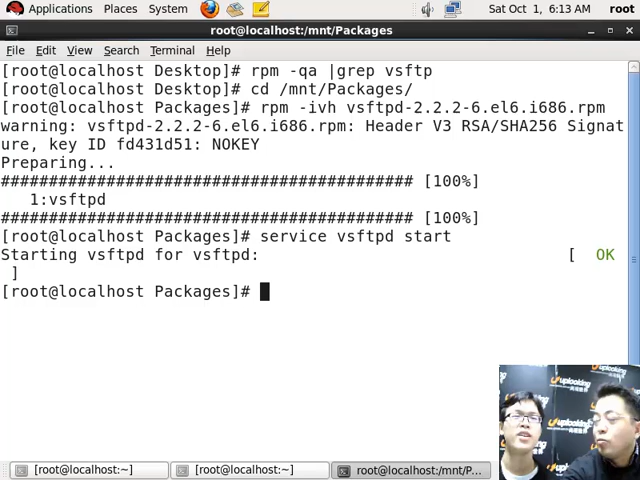 Applications Places System Sat Oct 1, 6:13 AM root
root@localhost:/mnt/Packages
File Edit View Search Terminal Help
[root@localhost Desktop]# rpm -qa |grep vsftp
[root@localhost Desktop]# cd /mnt/Packages/
[root@localhost Packages]# rpm -ivh vsftpd-2.2.2-6.el6.i686.rpm
warning: vsftpd-2.2.2-6.el6.i686.rpm: Header V3 RSA/SHA256 Signat
ure, key ID fd431d51: NOKEY
Preparing...
########################################### [100%]
1:vsftpd
########################################### [100%]
[root@localhost Packages]# service vsftpd start
Starting vsftpd for vsftpd: [ OK
]
[root@localhost Packages]#
uplooking
uplooking
[root@localhost:~]
[root@localhost:~]
root@localhost:/mnt/P...